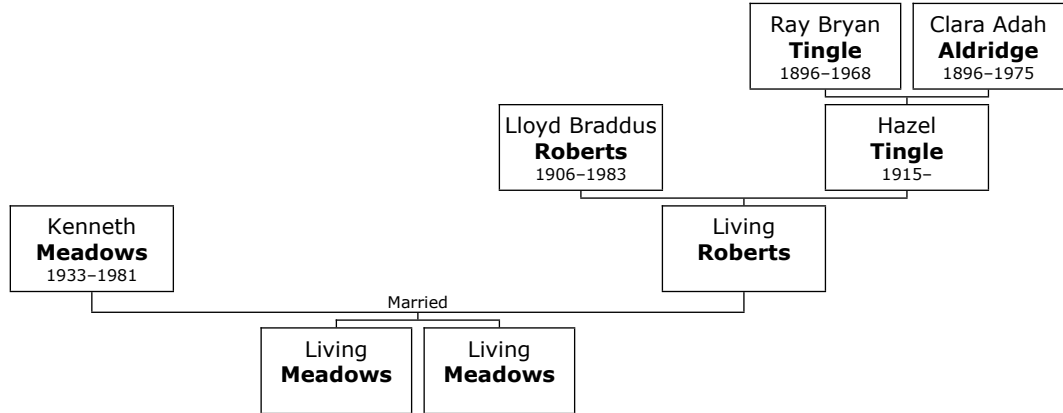 Ray Bryan
Tingle
1896–1968
Clara Adah
Aldridge
1896–1975
Lloyd Braddus
Roberts
1906–1983
Hazel
Tingle
1915–
Kenneth
Meadows
1933–1981
Living
Roberts
Married
Living
Meadows
Living
Meadows